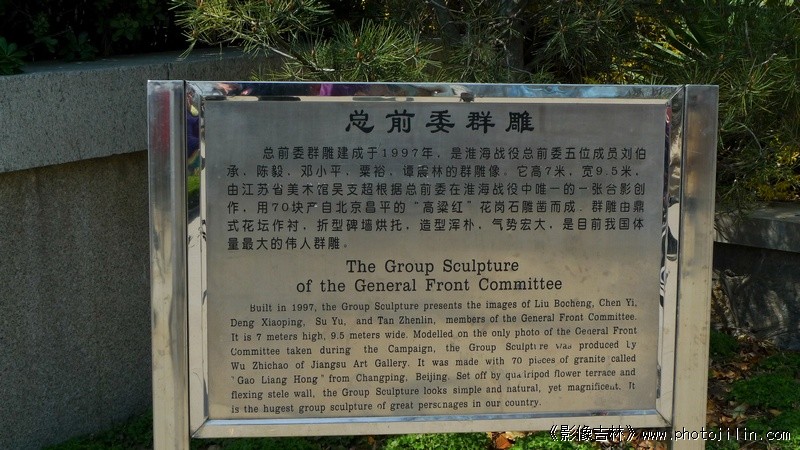 总前委群雕
总前委群雕建成于1997年，是淮海战役总前委五位成员刘伯
承，陈毅，邓小平，粟裕，谭震林的群雕像。它高7米，宽9.5米，
由江苏省美术馆吴支超根据总前委在淮海战役中唯一的一张合影创
作，用70块产自北京昌平的“高梁红”花岗石雕凿而成．群雕由鼎
式花坛作衬，折型碑墙烘托，造型浑朴，气势宏大，是目前我国体
量最大的伟人群雕。
The Group Sculpture
of the General Front Committee
Built in 1997, the Group Sculpture presents the images of Liu Bocheng, Chen Yi,
Deng Xiaoping, Su Yu, and Tan Zhenlin, members of the General Front Committee.
It is 7 meters high, 9.5 meters wide. Modelled on the only photo of the General Front
Committee taken during the Campaign, the Group Sculpture was produced by
Wu Zhichao of Jiangsu Art Gallery. It was made with 70 pieces of granite called
"Gao Liang Hong" from Changping, Beijing. Set off by quatripod flower terrace and
flexing stele wall, the Group Sculpture looks simple and natural, yet magnificent. It
is the hugest group sculpture of great personages in our country.
《影像吉林》www.photojilin.com